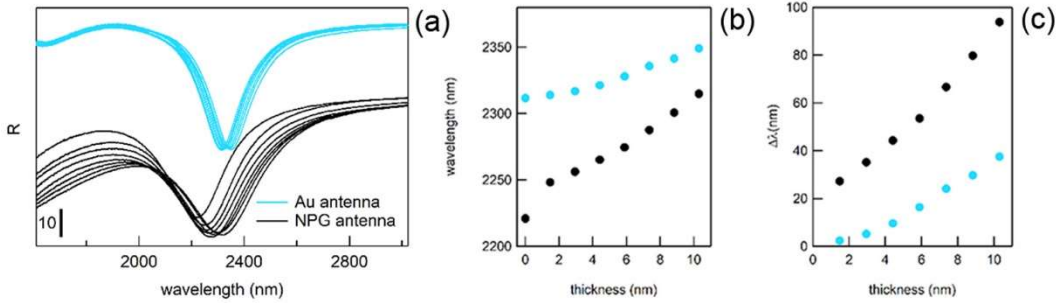 (a)
R
10
Au antenna
NPG antenna
2000 2400 2800
wavelength (nm)
(b)
wavelength (nm)
2350
2300
2250
2200
0 2 4 6 8 10
thickness (nm)
(c)
Δλ(nm)
100
80
60
40
20
0
0 2 4 6 8 10
thickness (nm)